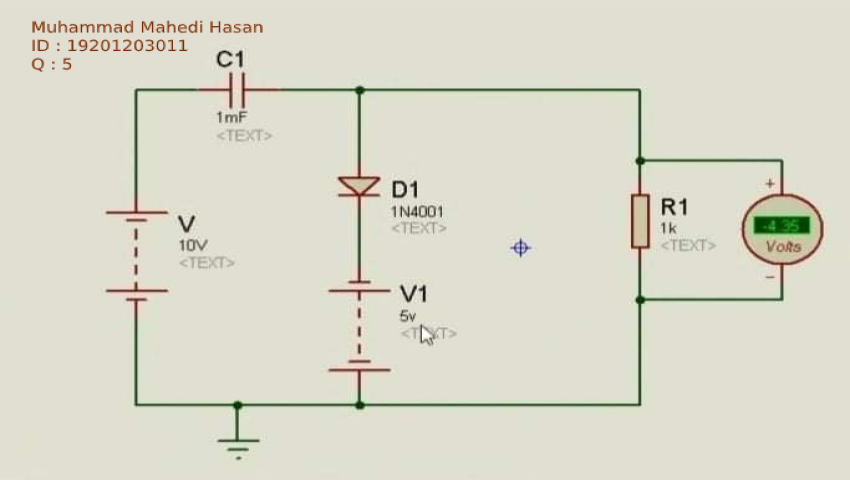 Muhammad Mahedi Hasan
ID : 19201203011
Q : 5
C1
1mF
<TEXT>
V
10V
<TEXT>
D1
1N4001
<TEXT>
V1
5v
<TEXT>
R1
1k
<TEXT>
+
-4.35
Volts
−